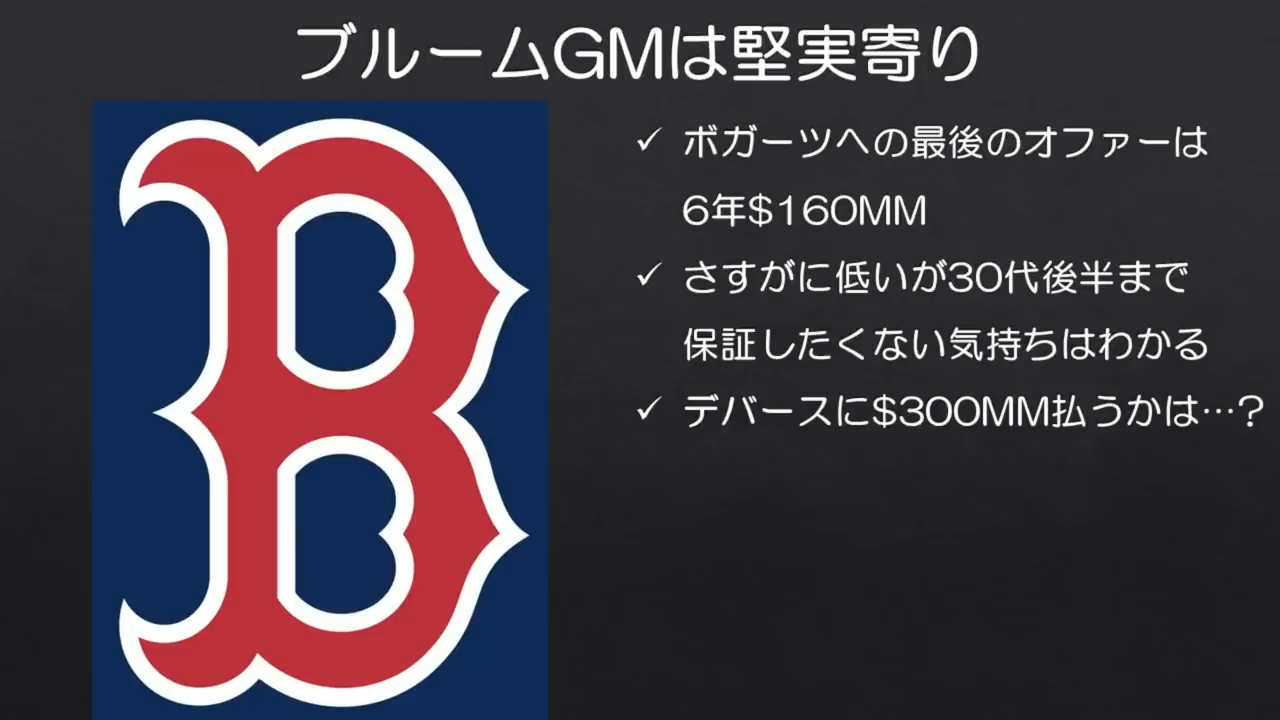 ブルームGMは堅実寄り
B
✓ ボガーツへの最後のオファーは
6年$160MM
✓ さすがに低いが30代後半まで
保証したくない気持ちはわかる
✓ デバースに$300MM払うかは…?